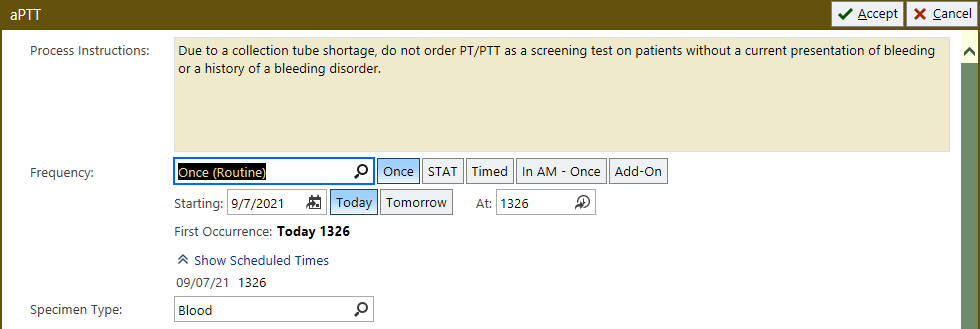 aPTT Accept Cancel
Process Instructions: Due to a collection tube shortage, do not order PT/PTT as a screening test on patients without a current presentation of bleeding
or a history of a bleeding disorder.
Frequency: Once (Routine) Once STAT Timed In AM - Once Add-On
Starting: 9/7/2021 Today Tomorrow At: 1326
First Occurrence: Today 1326
Show Scheduled Times
09/07/21 1326
Specimen Type: Blood